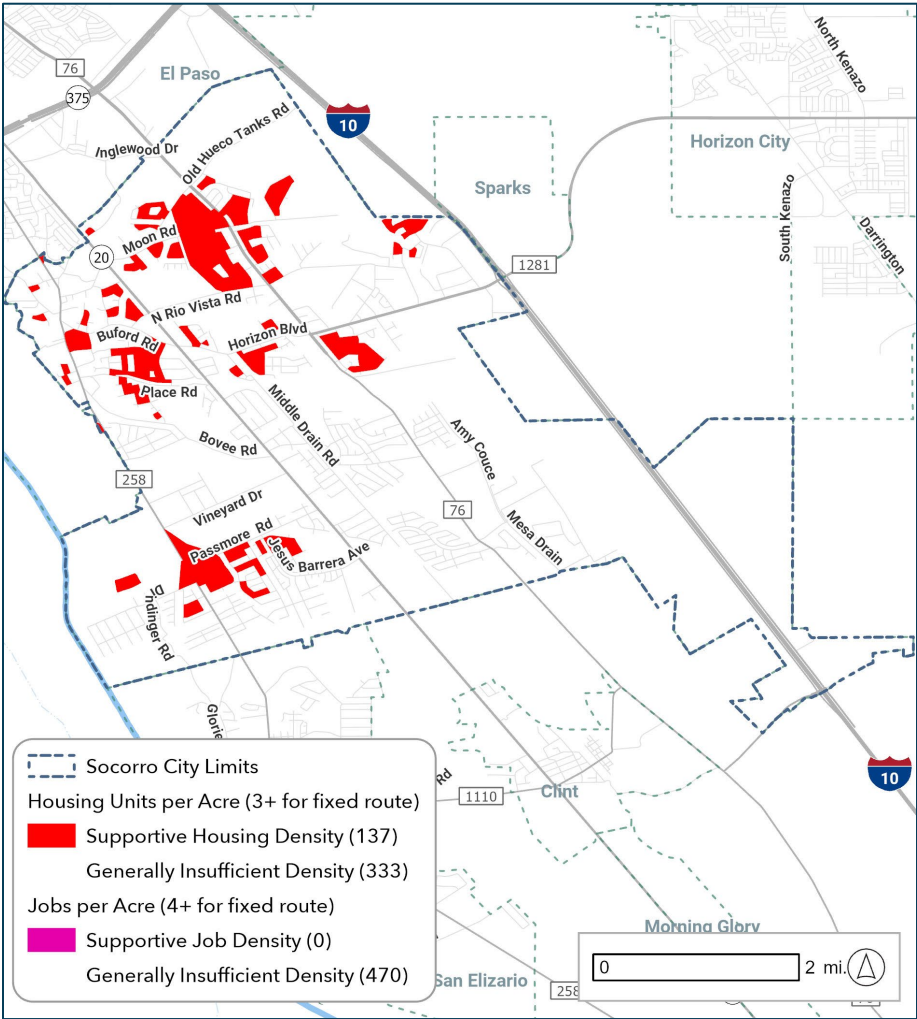 North Kenazo
76
El Paso
375
Old Hueco Tanks Rd
10
Inglewood Dr
Horizon City
Sparks
South Kenazo
Darrington
Moon Rd
20
1281
N Rio Vista Rd
Buford Rd
Horizon Blvd
Place Rd
Middle Drain Rd
Amy Couce
Bovee Rd
258
Vineyard Dr
76
Mesa Drain
Passmore Rd
Jesus
Barrera Ave
Di
ndinger Rd
Glorie
Rd
10
1110
Clint
Socorro City Limits
Housing Units per Acre (3+ for fixed route)
Supportive Housing Density (137)
Generally Insufficient Density (333)
Jobs per Acre (4+ for fixed route)
Supportive Job Density (0)
Generally Insufficient Density (470)
Morning Glory
San Elizario
258
0
2 mi.